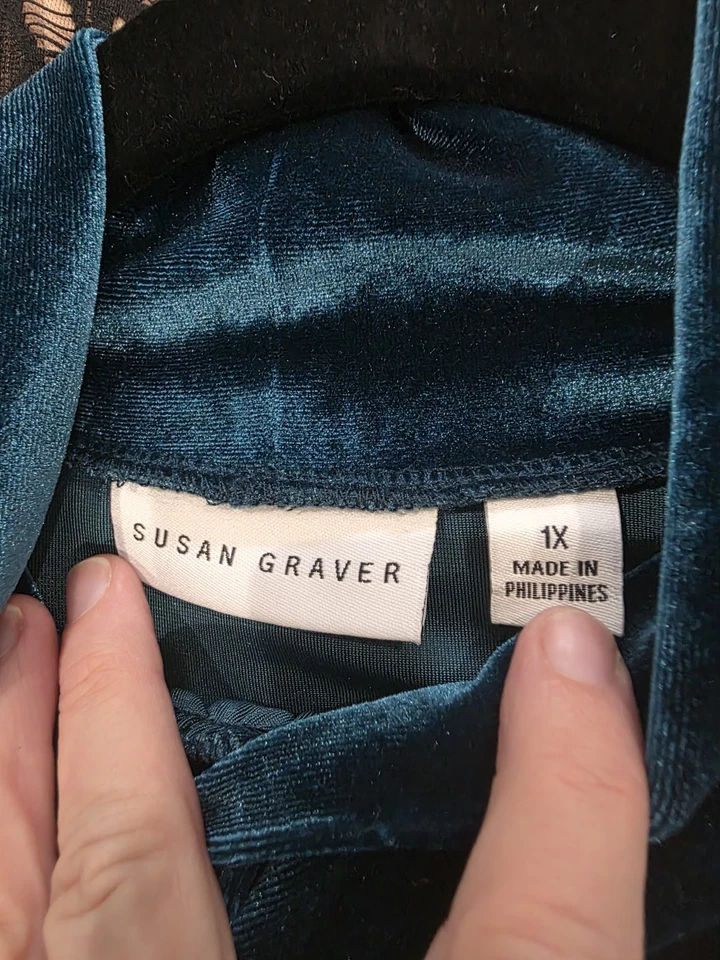 SUSAN GRAVER
1X
MADE IN
PHILIPPINES